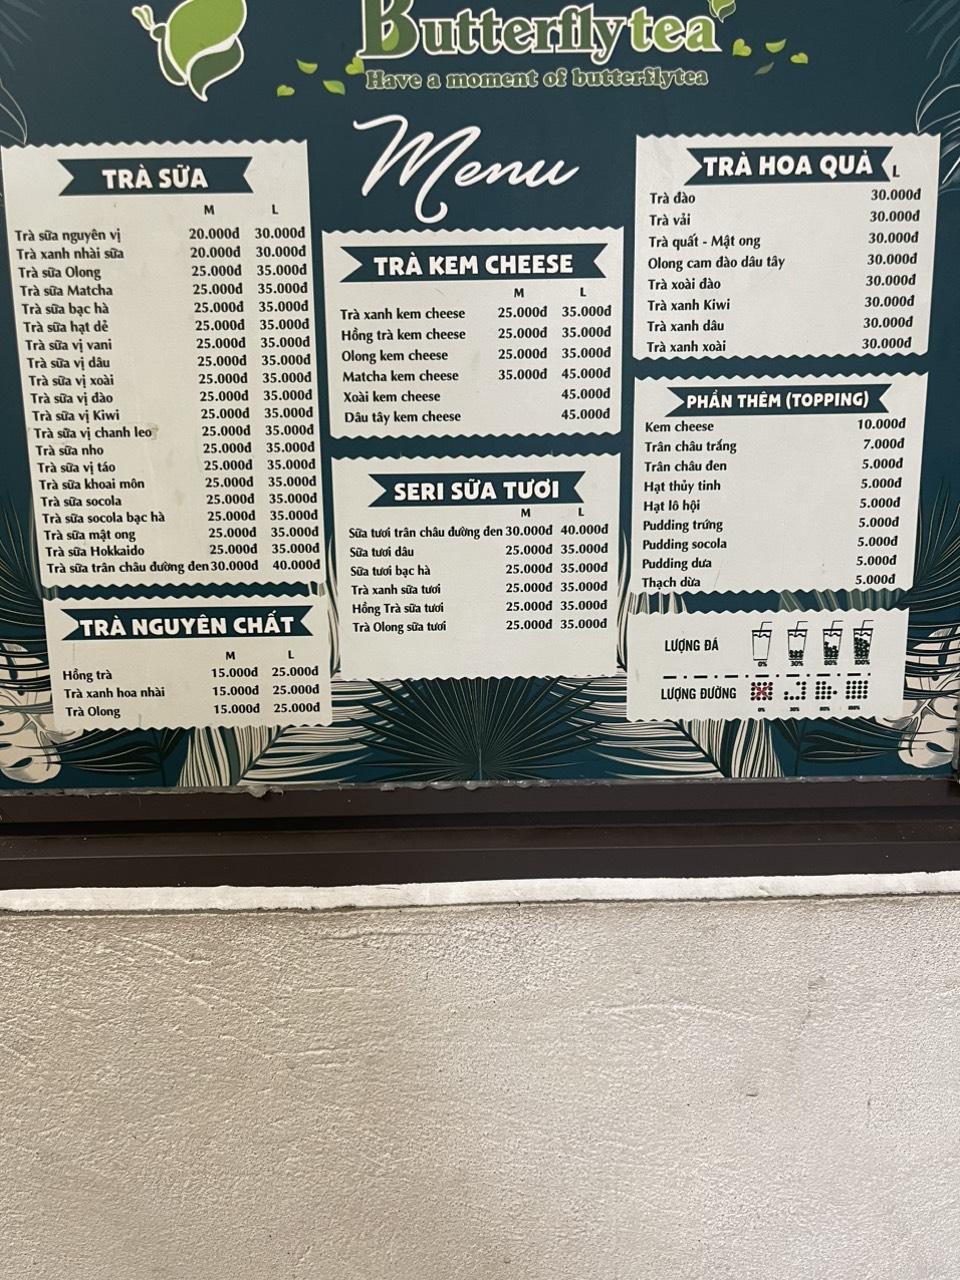 Butterflytea
Have a moment of butterflytea
Menu
TRÀ SỮA
M L
Trà sữa nguyên vị 20.000đ 30.000đ
Trà xanh nhài sữa 20.000đ 30.000đ
Trà sữa Olong 25.000đ 35.000đ
Trà sữa Matcha 25.000đ 35.000đ
Trà sữa bạc hà 25.000đ 35.000đ
Trà sữa hạt dẻ 25.000đ 35.000đ
Trà sữa vị vani 25.000đ 35.000đ
Trà sữa vị dâu 25.000đ 35.000đ
Trà sữa vị xoài 25.000đ 35.000đ
Trà sữa vị đào 25.000đ 35.000đ
Trà sữa vị Kiwi 25.000đ 35.000đ
Trà sữa vị chanh leo 25.000đ 35.000đ
Trà sữa nho 25.000đ 35.000đ
Trà sữa vị táo 25.000đ 35.000đ
Trà sữa khoai môn 25.000đ 35.000đ
Trà sữa socola 25.000đ 35.000đ
Trà sữa socola bạc hà 25.000đ 35.000đ
Trà sữa mật ong 25.000đ 35.000đ
Trà sữa Hokkaido 25.000đ 35.000đ
Trà sữa trân châu đường đen 30.000đ 40.000đ
TRÀ NGUYÊN CHẤT
M L
Hồng trà 15.000đ 25.000đ
Trà xanh hoa nhài 15.000đ 25.000đ
Trà Olong 15.000đ 25.000đ
TRÀ KEM CHEESE
M L
Trà xanh kem cheese 25.000đ 35.000đ
Hồng trà kem cheese 25.000đ 35.000đ
Olong kem cheese 25.000đ 35.000đ
Matcha kem cheese 35.000đ 45.000đ
Xoài kem cheese 45.000đ
Dâu tây kem cheese 45.000đ
SERI SỮA TƯƠI
M L
Sữa tươi trân châu đường đen 30.000đ 40.000đ
Sữa tươi dâu 25.000đ 35.000đ
Sữa tươi bạc hà 25.000đ 35.000đ
Trà xanh sữa tươi 25.000đ 35.000đ
Hồng Trà sữa tươi 25.000đ 35.000đ
Trà Olong sữa tươi 25.000đ 35.000đ
TRÀ HOA QUẢ L
Trà đào 30.000đ
Trà vải 30.000đ
Trà quất - Mật ong 30.000đ
Olong cam đào dâu tây 30.000đ
Trà xoài đào 30.000đ
Trà xanh Kiwi 30.000đ
Trà xanh dâu 30.000đ
Trà xanh xoài 30.000đ
PHẦN THÊM (TOPPING)
Kem cheese 10.000đ
Trân châu trắng 7.000đ
Trân châu đen 5.000đ
Hạt thủy tinh 5.000đ
Hạt lô hội 5.000đ
Pudding trứng 5.000đ
Pudding socola 5.000đ
Pudding dưa 5.000đ
Thạch dừa 5.000đ
LƯỢNG ĐÁ
0% 30% 80% 100%
LƯỢNG ĐƯỜNG
0% 30% 80% 100%